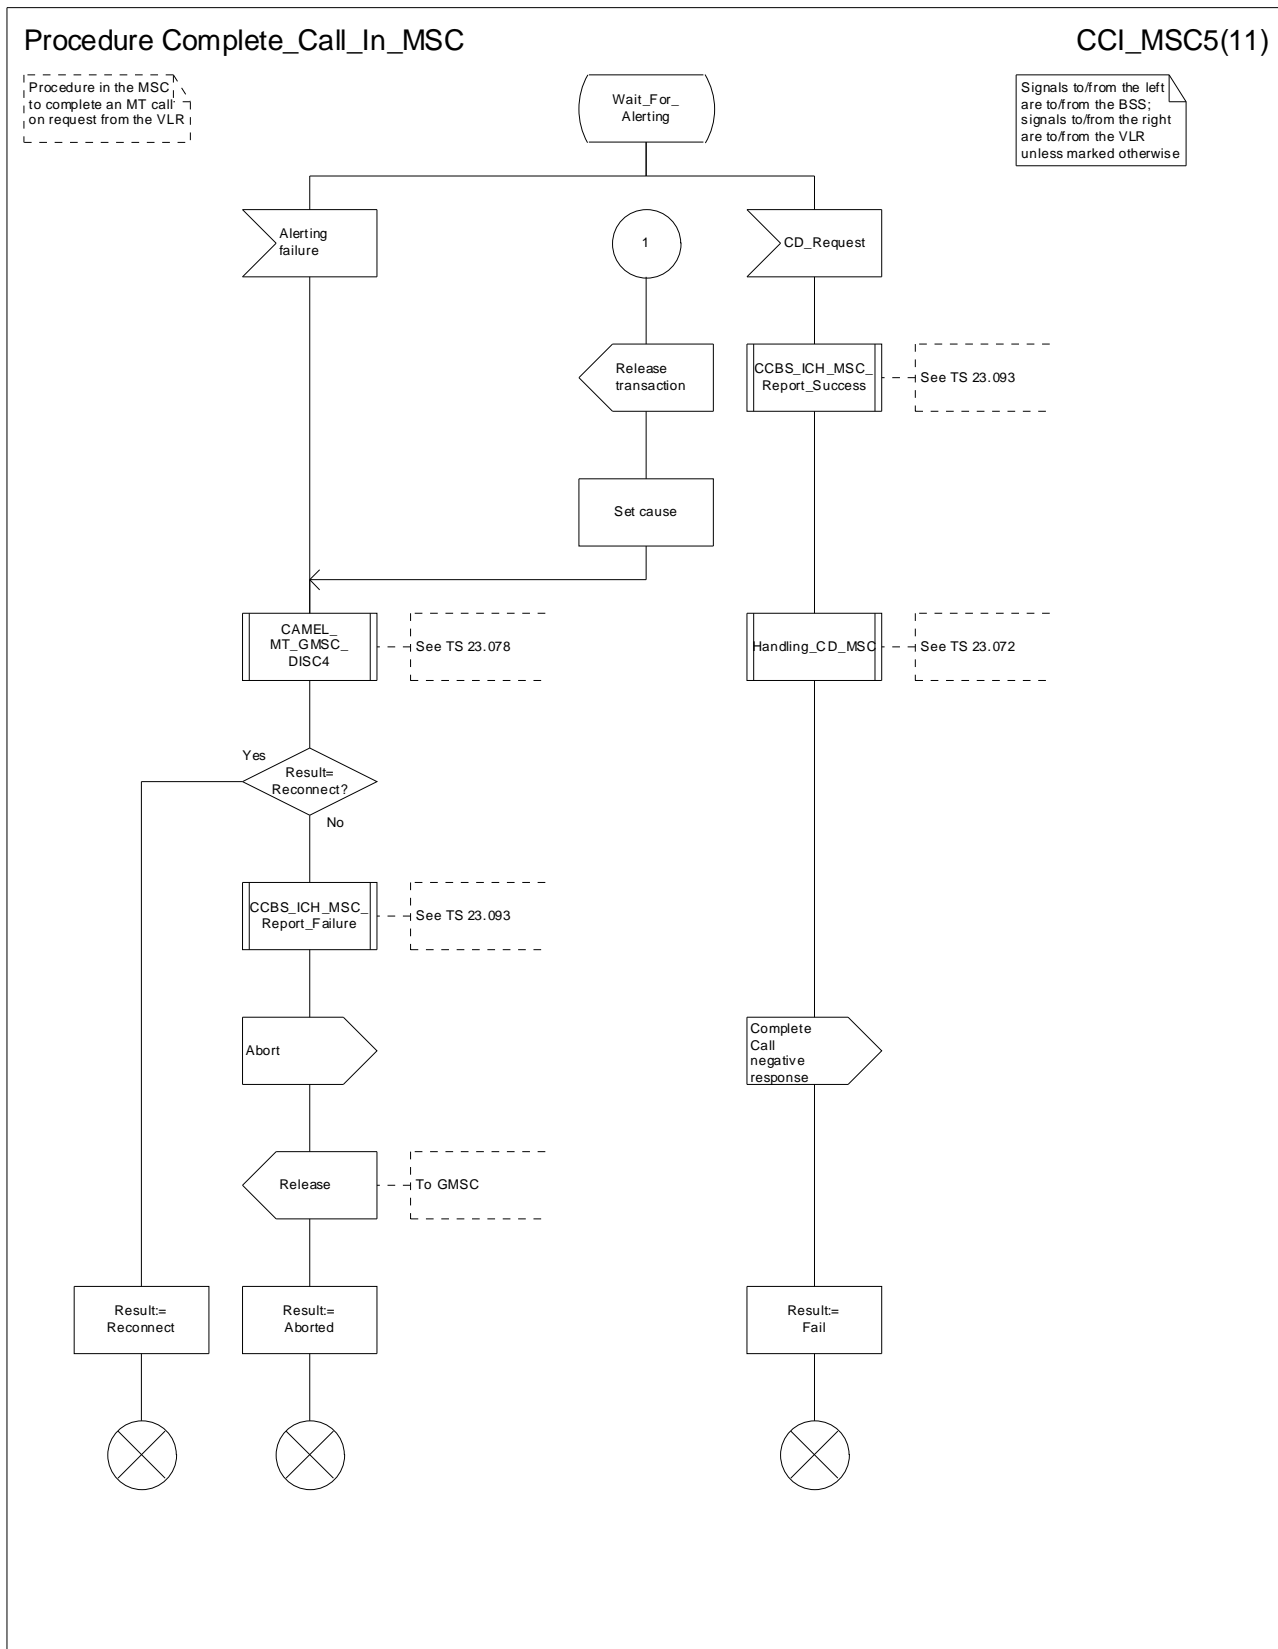 Procedure Complete_Call_In_MSC
CCI_MSC5(11)
Procedure in the MSC
to complete an MT call
on request from the VLR
Wait_For_
Alerting
Signals to/from the left
are to/from the BSS;
signals to/from the right
are to/from the VLR
unless marked otherwise
Alerting
failure
1
CD_Request
Release
transaction
CCBS_ICH_MSC_
Report_Success
See TS 23.093
Set cause
CAMEL_
MT_GMSC_
DISC4
See TS 23.078
Handling_CD_MSC
See TS 23.072
Yes
Result=
Reconnect?
No
CCBS_ICH_MSC_
Report_Failure
See TS 23.093
Abort
Complete
Call
negative
response
Release
To GMSC
Result:=
Reconnect
Result:=
Aborted
Result:=
Fail